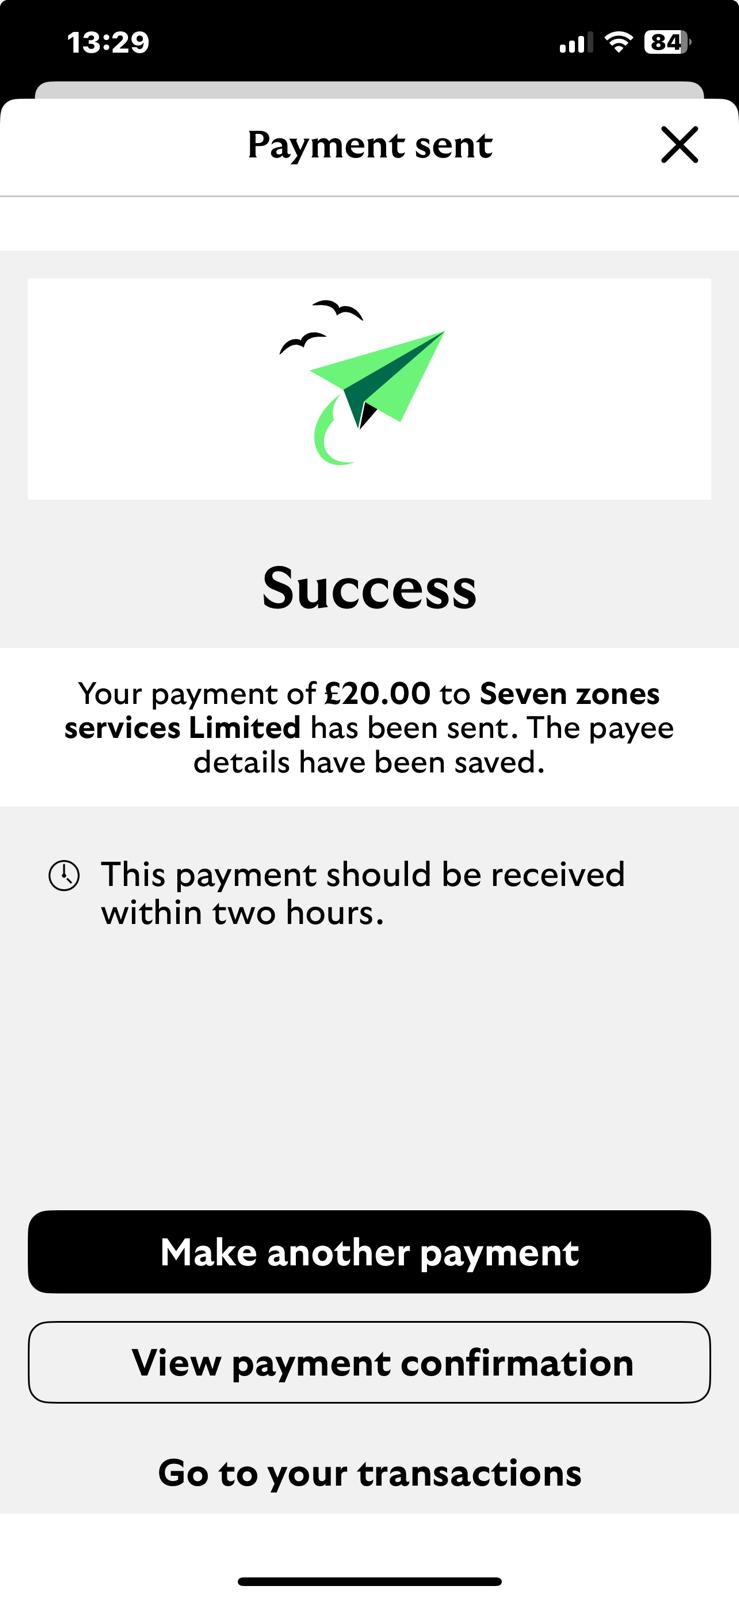 13:29
84
Payment sent
Success
Your payment of £20.00 to Seven zones
services Limited has been sent. The payee
details have been saved.
This payment should be received
within two hours.
Make another payment
View payment confirmation
Go to your transactions